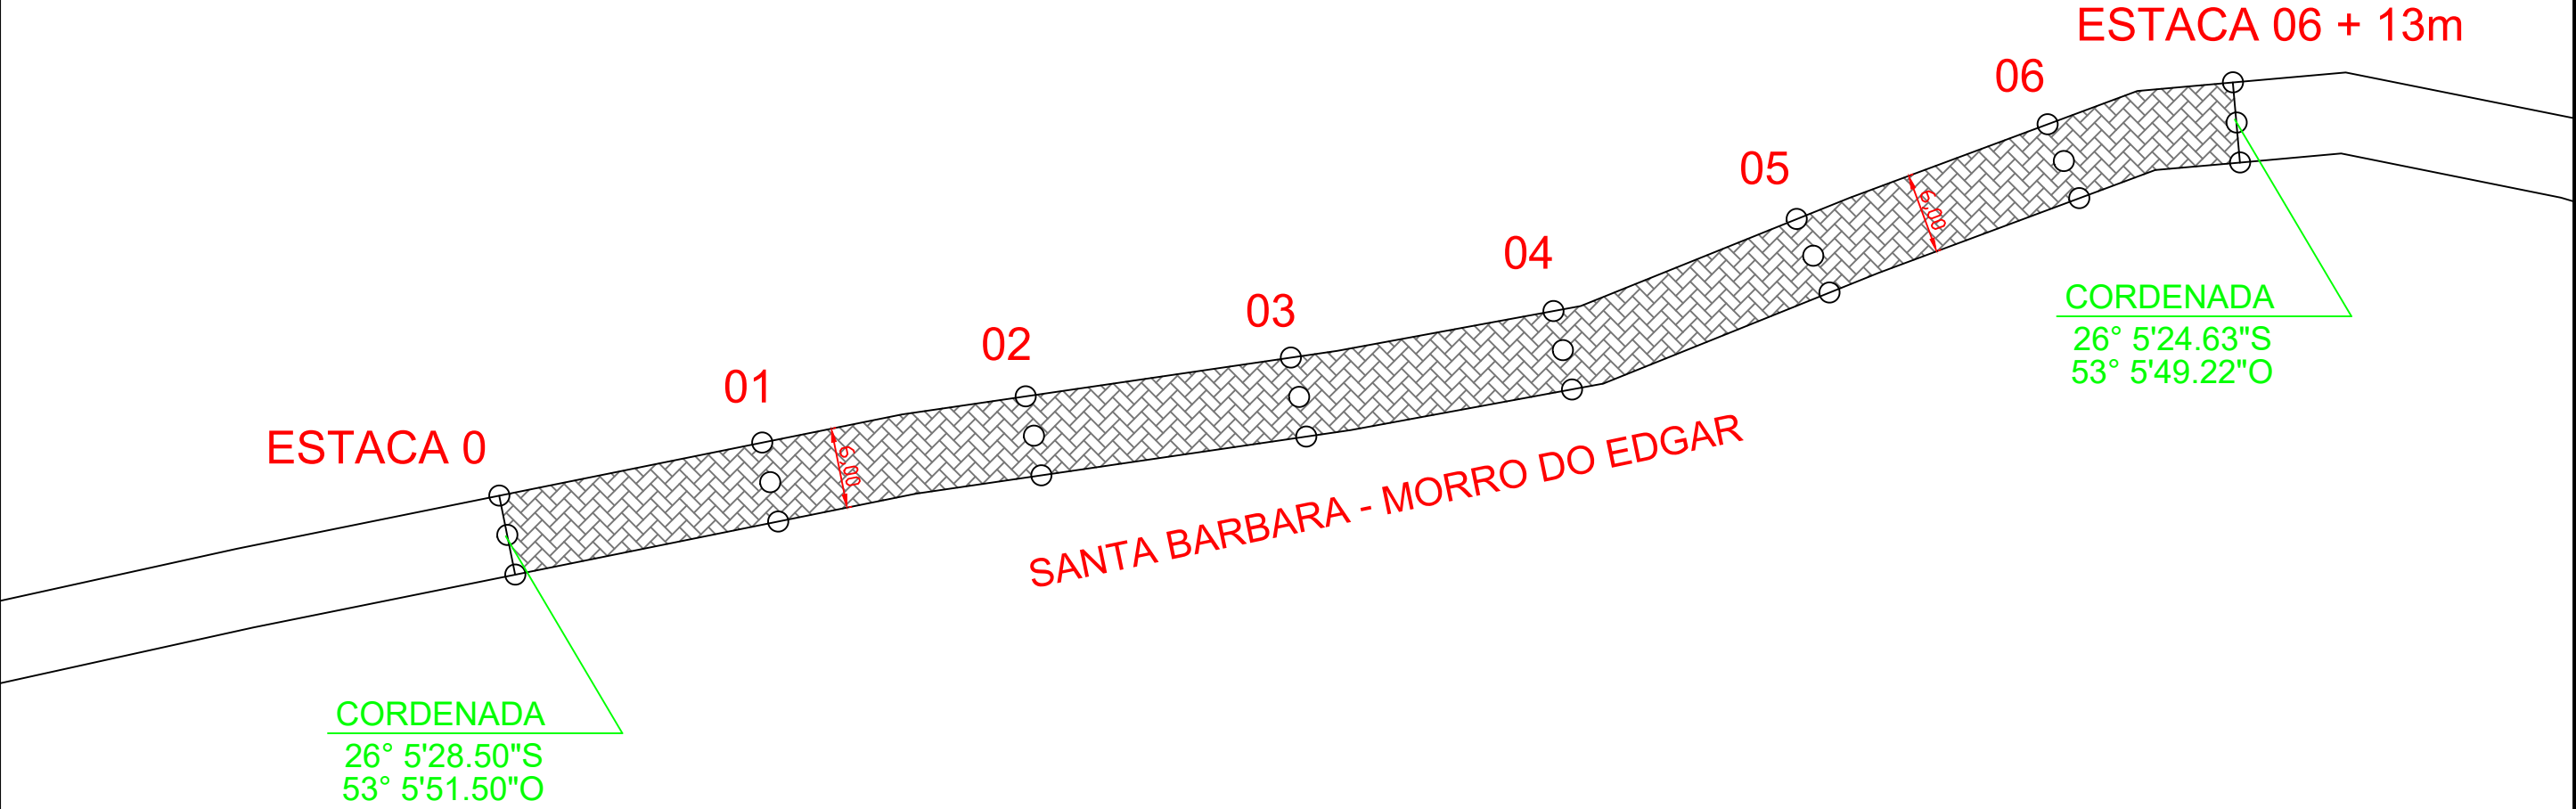 ESTACA 06 + 13m
06
05
04
03
02
01
ESTACA 0
6,00
6,00
SANTA BARBARA - MORRO DO EDGAR
CORDENADA
26° 5'24.63"S
53° 5'49.22"O
CORDENADA
26° 5'28.50"S
53° 5'51.50"O